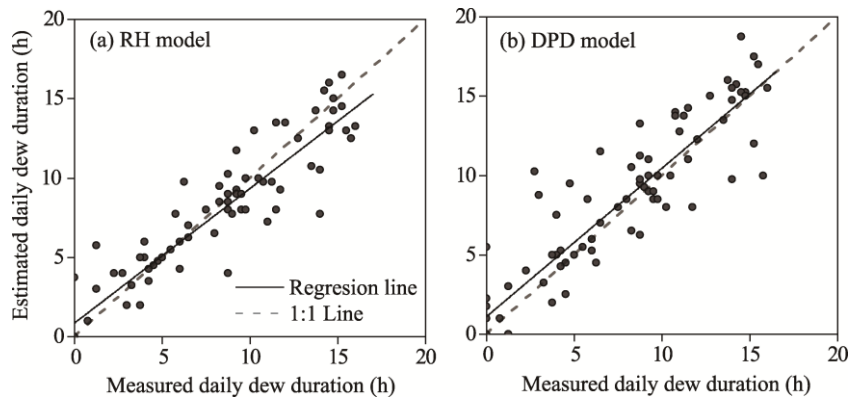 Estimated daily dew duration (h)
(a) RH model
20
15
10
5
0
Regresion line
1:1 Line
0 5 10 15 20
Measured daily dew duration (h)
(b) DPD model
20
15
10
5
0
0 5 10 15 20
Measured daily dew duration (h)